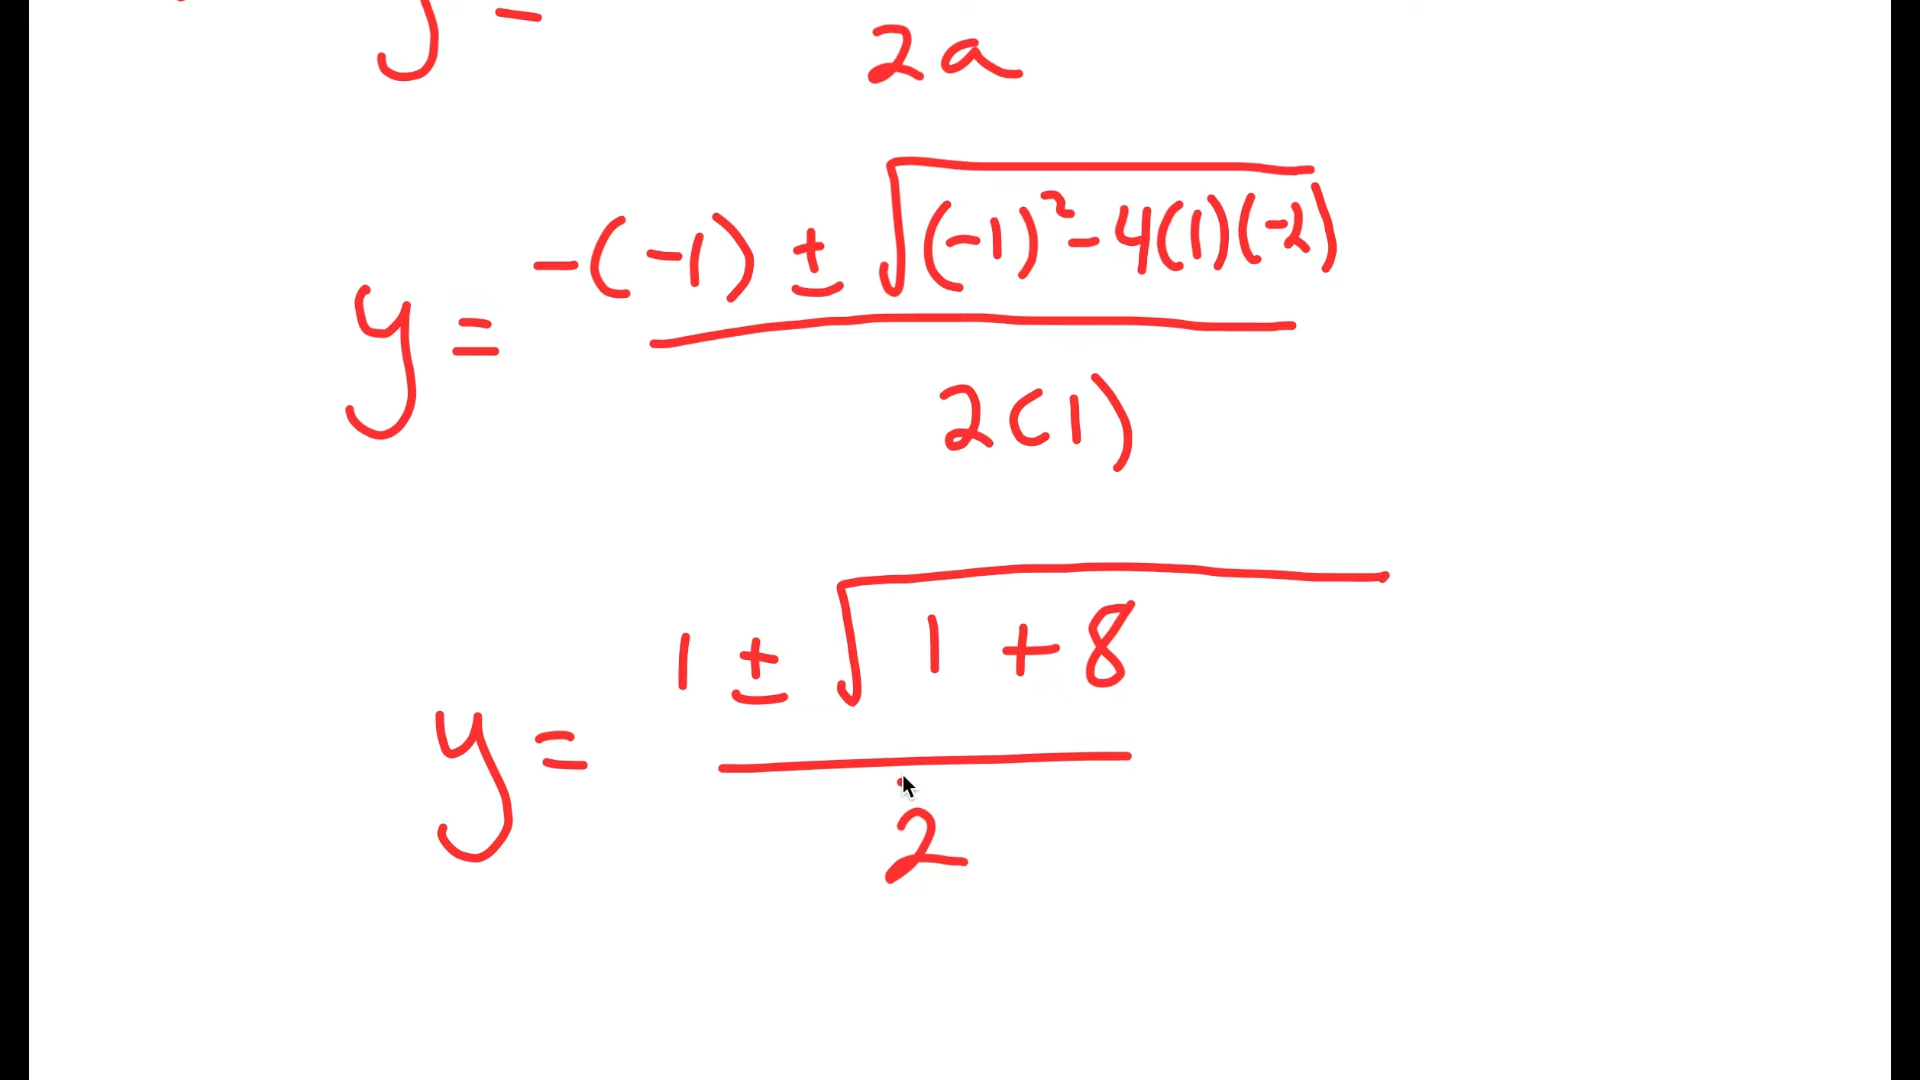 y =
2a
-(-1) ± √(-1)² - 4(1)(-2)
y =
2(1)
1 ± √1 + 8
y =
2